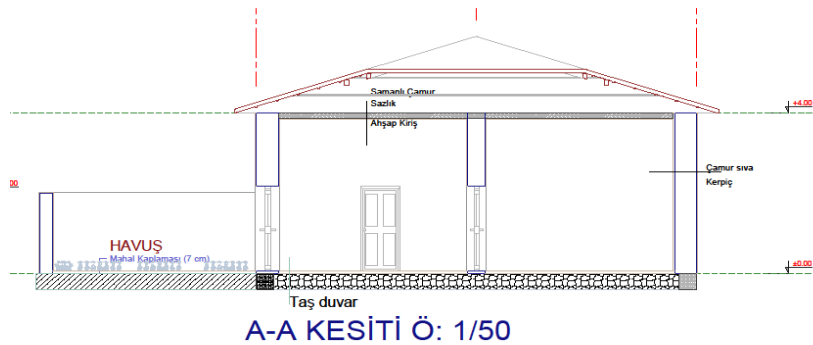 Samanlı Çamur
Sazlık
Ahşap Kiriş
+4.00
Çamur sıva
Kerpiç
00
HAVUŞ
Mahal Kaplaması (7 cm)
±0.00
Taş duvar
A-A KESİTİ Ö: 1/50